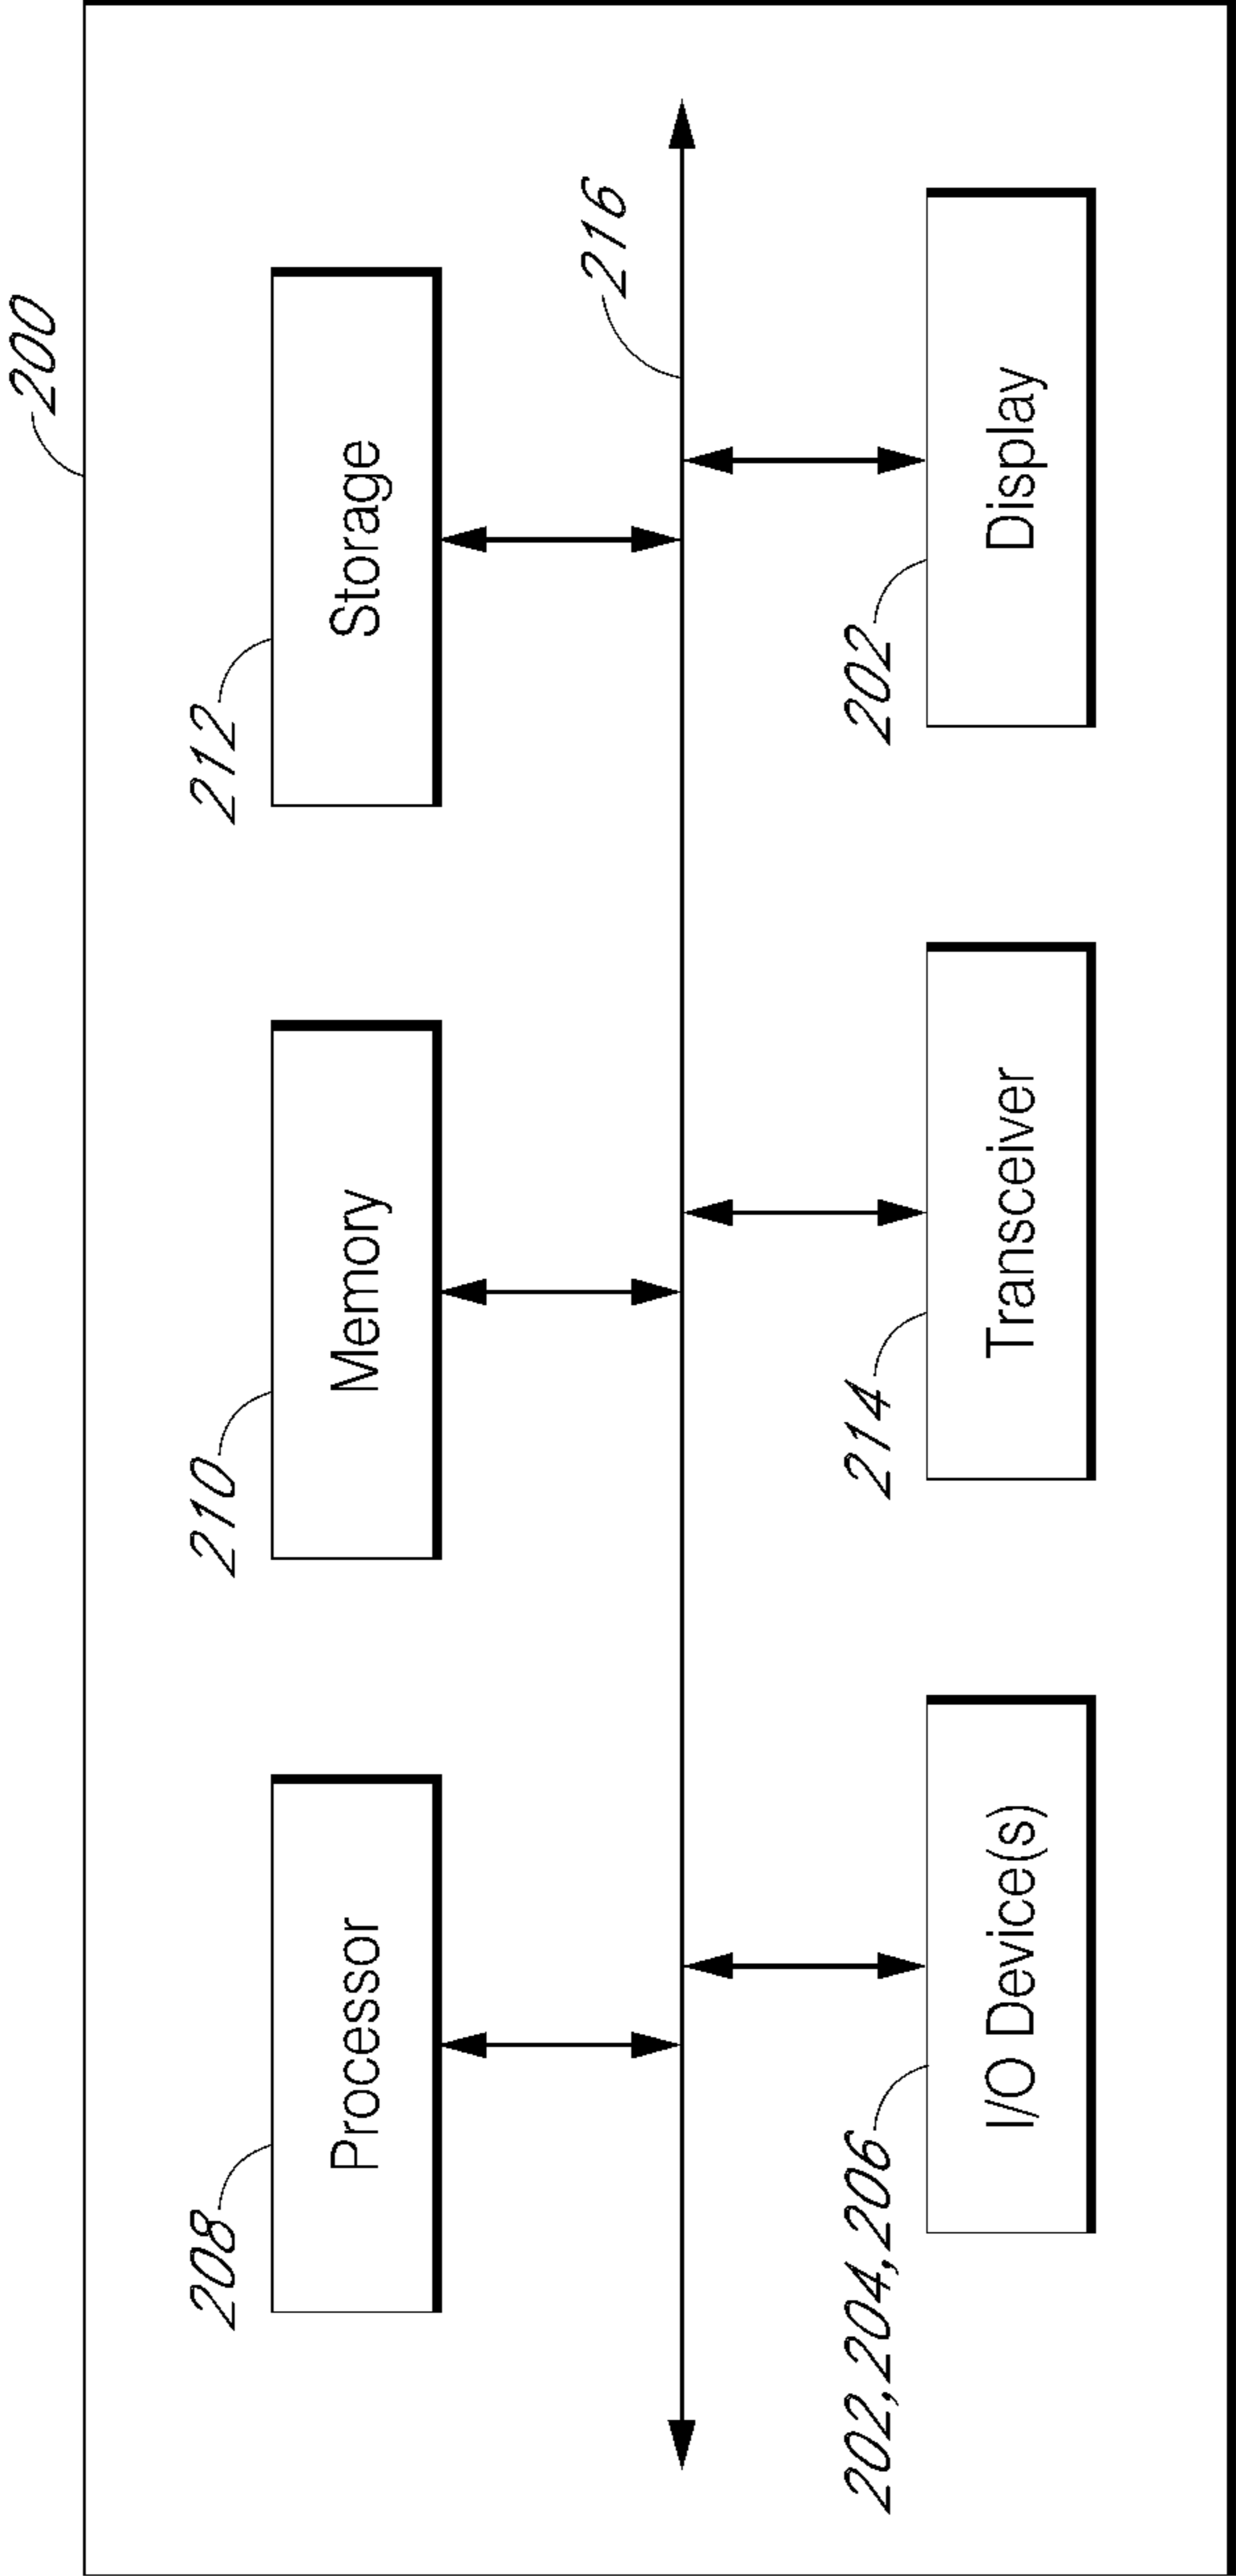 200
208
Processor
210
Memory
212
Storage
216
202,204,206
I/O Device(s)
214
Transceiver
202
Display